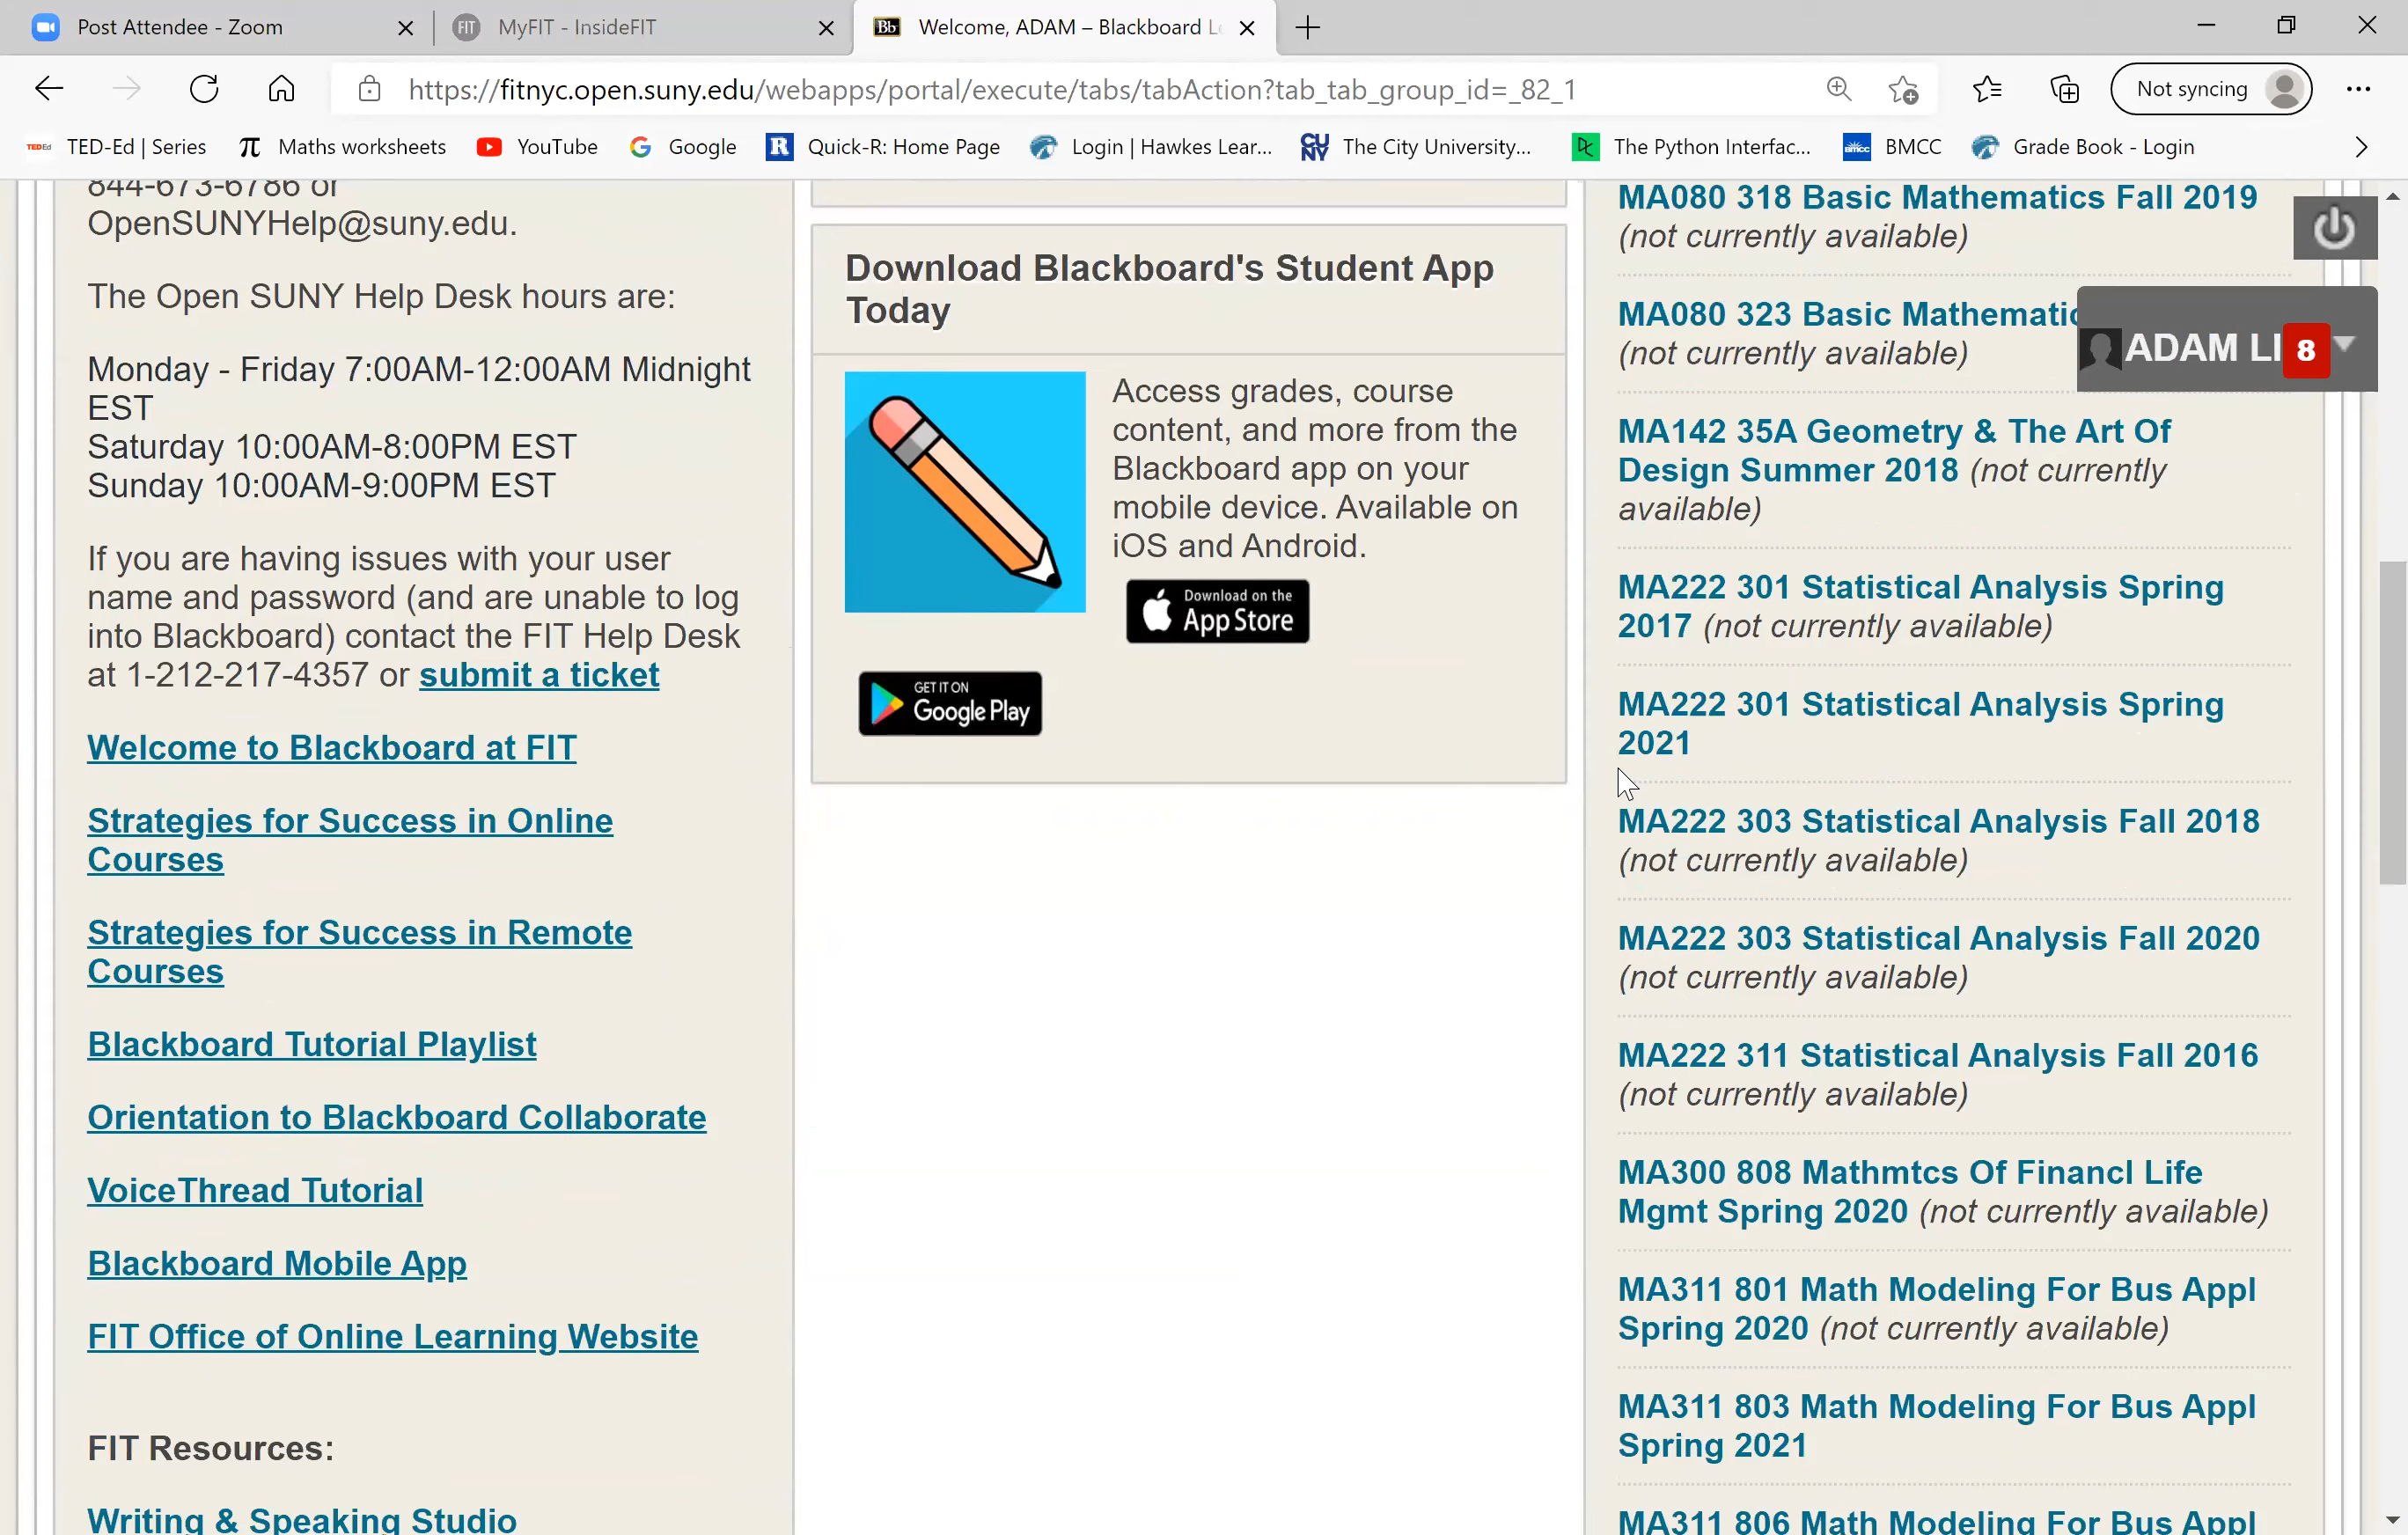 Post Attendee - Zoom
FIT
MyFIT - InsideFIT
Bb
Welcome, ADAM – Blackboard Le
https://fitnyc.open.suny.edu/webapps/portal/execute/tabs/tabAction?tab_tab_group_id=_82_1
Not syncing
TED-Ed | Series
Maths worksheets
YouTube
Google
Quick-R: Home Page
Login | Hawkes Lear...
The City University...
The Python Interfac...
BMCC
Grade Book - Login
844-673-6786 or
OpenSUNYHelp@suny.edu.
The Open SUNY Help Desk hours are:
Monday - Friday 7:00AM-12:00AM Midnight
EST
Saturday 10:00AM-8:00PM EST
Sunday 10:00AM-9:00PM EST
If you are having issues with your user
name and password (and are unable to log
into Blackboard) contact the FIT Help Desk
at 1-212-217-4357 or submit a ticket
Welcome to Blackboard at FIT
Strategies for Success in Online
Courses
Strategies for Success in Remote
Courses
Blackboard Tutorial Playlist
Orientation to Blackboard Collaborate
VoiceThread Tutorial
Blackboard Mobile App
FIT Office of Online Learning Website
FIT Resources:
Writing & Speaking Studio
Download Blackboard's Student App
Today
Access grades, course
content, and more from the
Blackboard app on your
mobile device. Available on
iOS and Android.
Download on the
App Store
GET IT ON
Google Play
MA080 318 Basic Mathematics Fall 2019
(not currently available)
MA080 323 Basic Mathematic
(not currently available)
ADAM LI 8
MA142 35A Geometry & The Art Of
Design Summer 2018 (not currently
available)
MA222 301 Statistical Analysis Spring
2017 (not currently available)
MA222 301 Statistical Analysis Spring
2021
MA222 303 Statistical Analysis Fall 2018
(not currently available)
MA222 303 Statistical Analysis Fall 2020
(not currently available)
MA222 311 Statistical Analysis Fall 2016
(not currently available)
MA300 808 Mathmtcs Of Financl Life
Mgmt Spring 2020 (not currently available)
MA311 801 Math Modeling For Bus Appl
Spring 2020 (not currently available)
MA311 803 Math Modeling For Bus Appl
Spring 2021
MA311 806 Math Modeling For Bus Appl